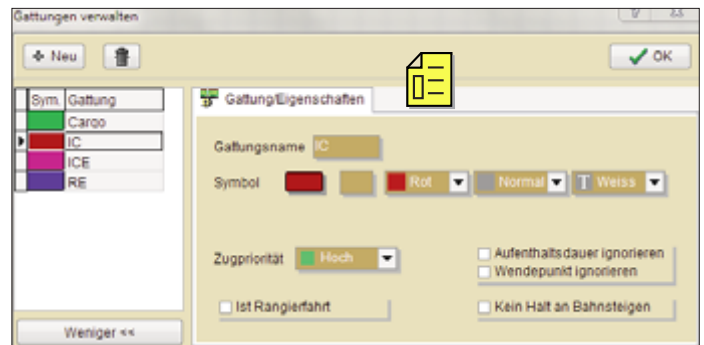 Gattungen verwalten
Neu
OK
Sym. Gattung
Cargo
IC
ICE
RE
Weniger <<
Gattung/Eigenschaften
Gattungsname IC
Symbol Rot Normal T Weiss
Zugpriorität Hoch
Aufenthaltsdauer ignorieren
Wendepunkt ignorieren
Ist Rangierfahrt
Kein Halt an Bahnsteigen